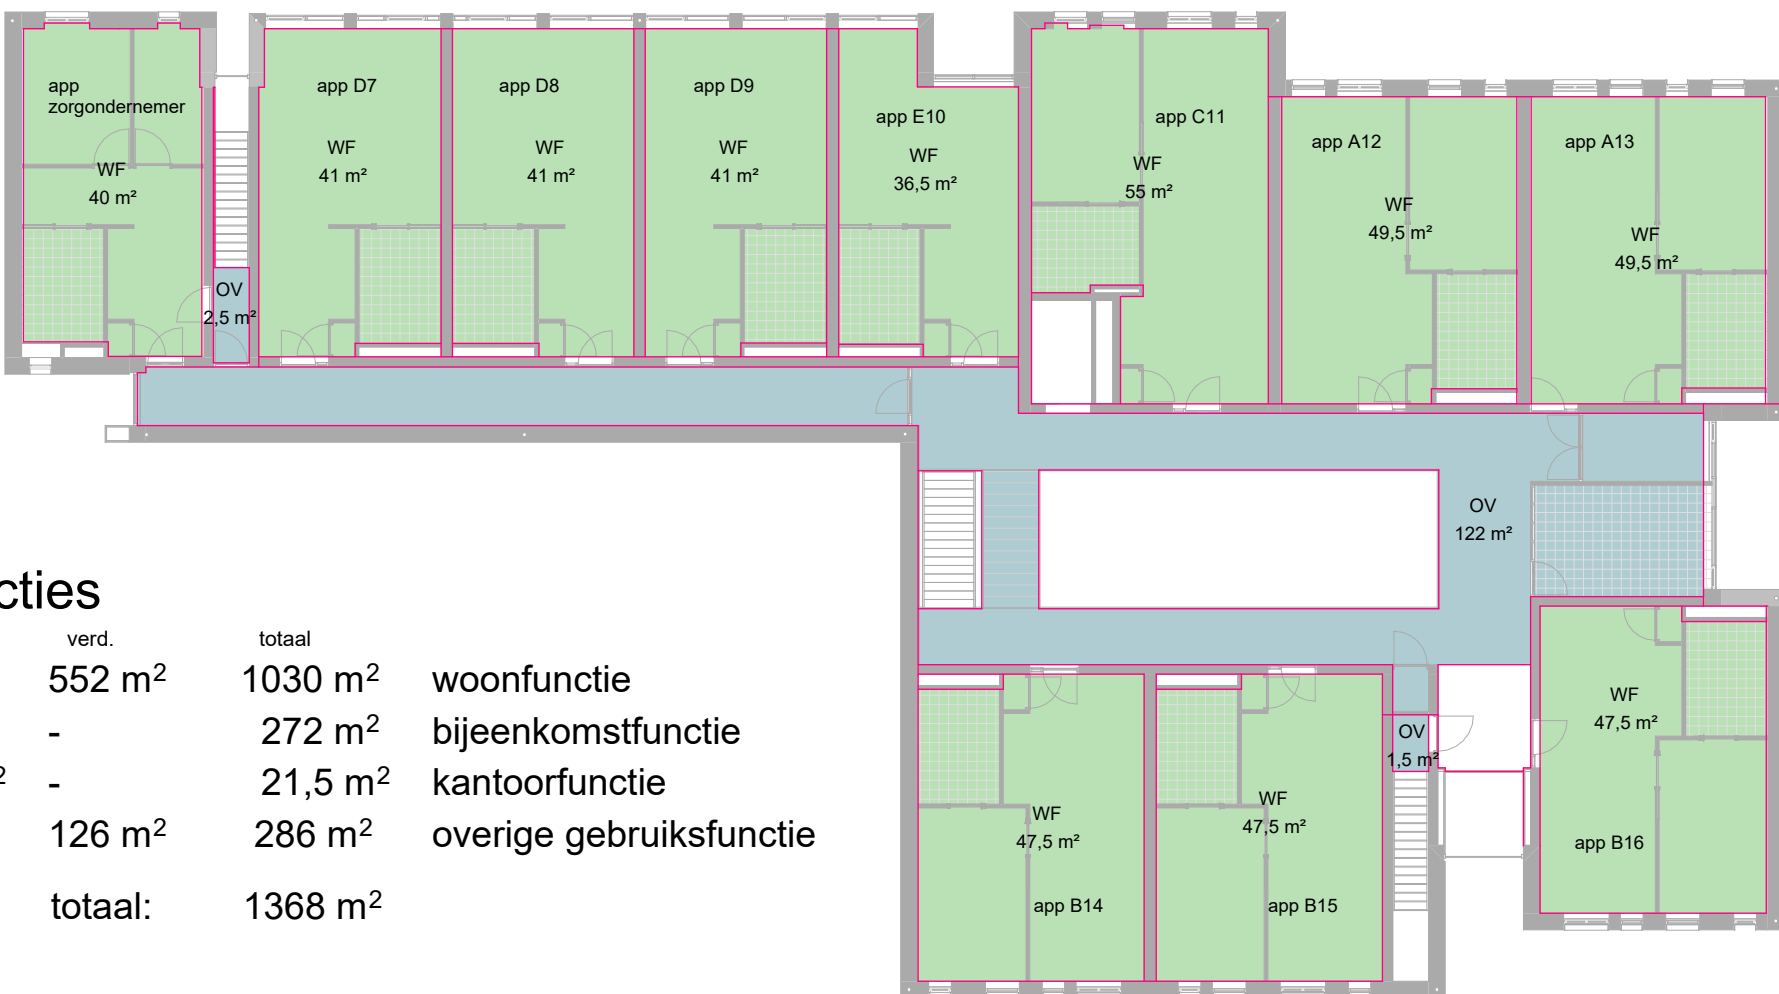 app
zorgondernemer
WF
40 m²
OV
2,5 m²
app D7
WF
41 m²
app D8
WF
41 m²
app D9
WF
41 m²
app E10
WF
36,5 m²
app C11
WF
55 m²
app A12
WF
49,5 m²
app A13
WF
49,5 m²
OV
122 m²
WF
47,5 m²
app B14
WF
47,5 m²
app B15
OV
1,5 m²
WF
47,5 m²
app B16
cties
verd. totaal
552 m² 1030 m² woonfunctie
- 272 m² bijeenkomstfunctie
² - 21,5 m² kantoorfunctie
126 m² 286 m² overige gebruiksfunctie
totaal: 1368 m²